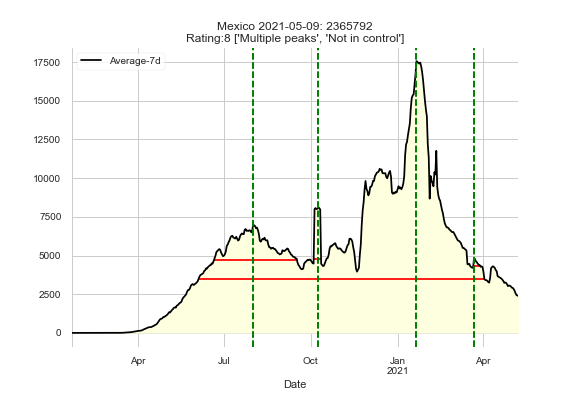 Mexico 2021-05-09: 2365792
Rating:8 ['Multiple peaks', 'Not in control']
Average-7d
17500
15000
12500
10000
7500
5000
2500
0
Apr
Jul
Oct
Jan
2021
Apr
Date